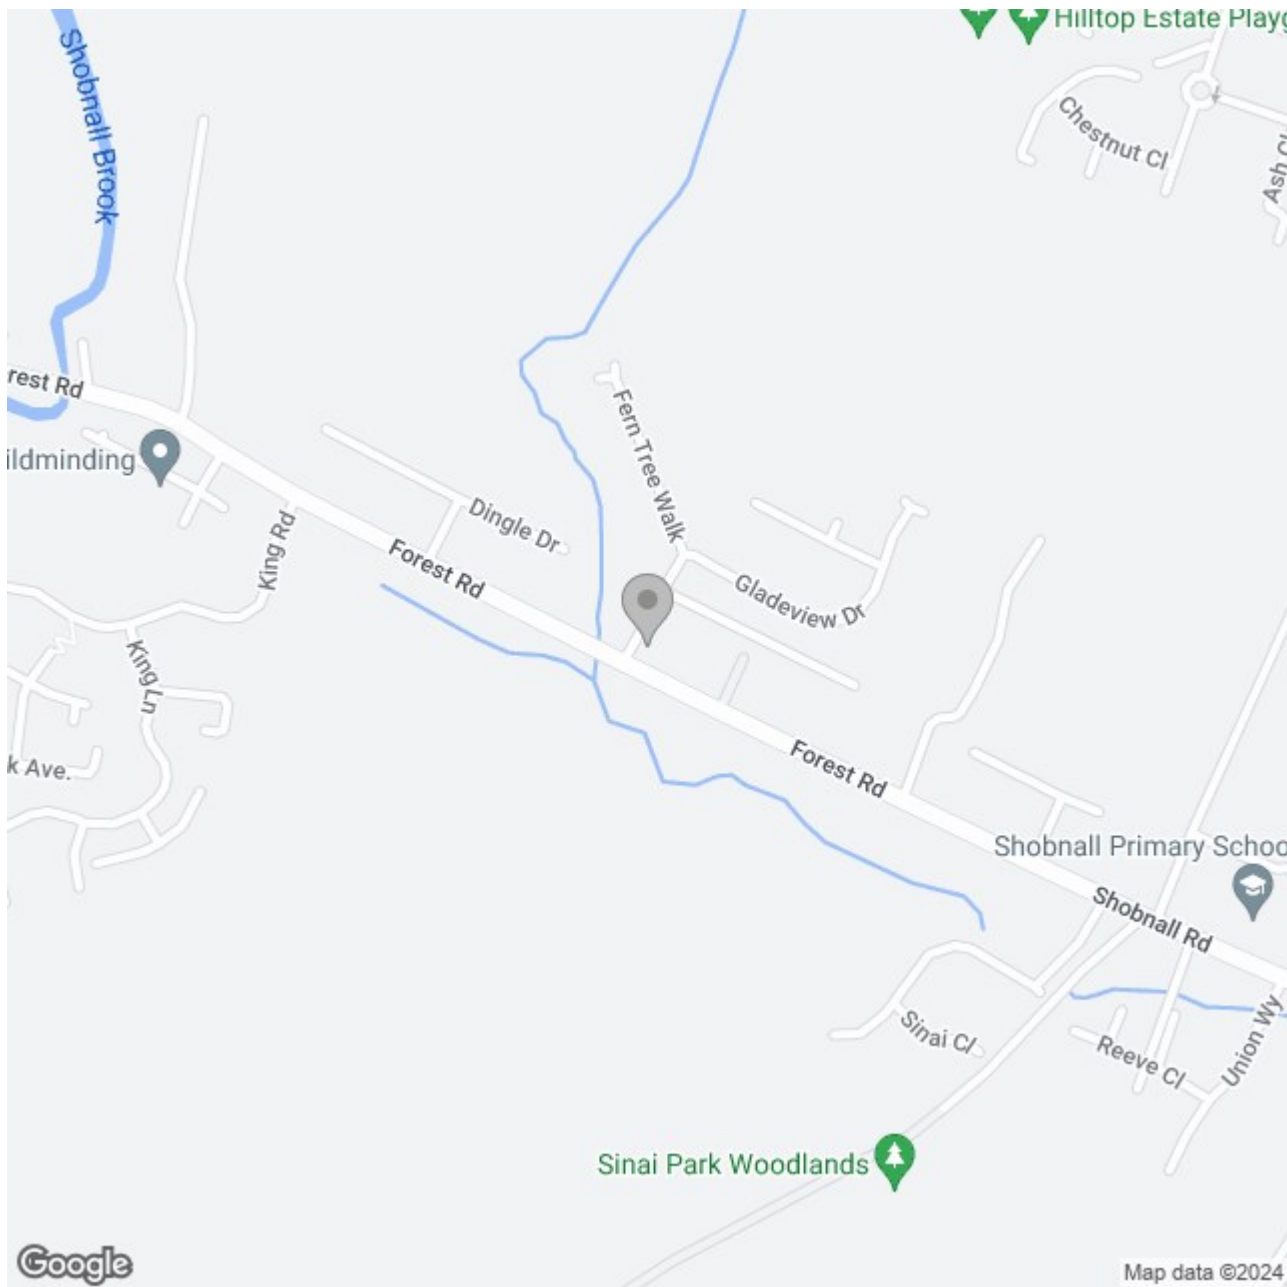 Hilltop Estate Playg
Shobnall Brook
Chestnut Cl
Ash Cl
rest Rd
Fern Tree Walk
ildminding
Dingle Dr
King Rd
Forest Rd
Gladeview Dr
King Ln
k Ave.
Forest Rd
Shobnall Primary Schoo
Shobnall Rd
Sinai Cl
Reeve Cl
Union Wy
Sinai Park Woodlands
Google
Map data ©2024